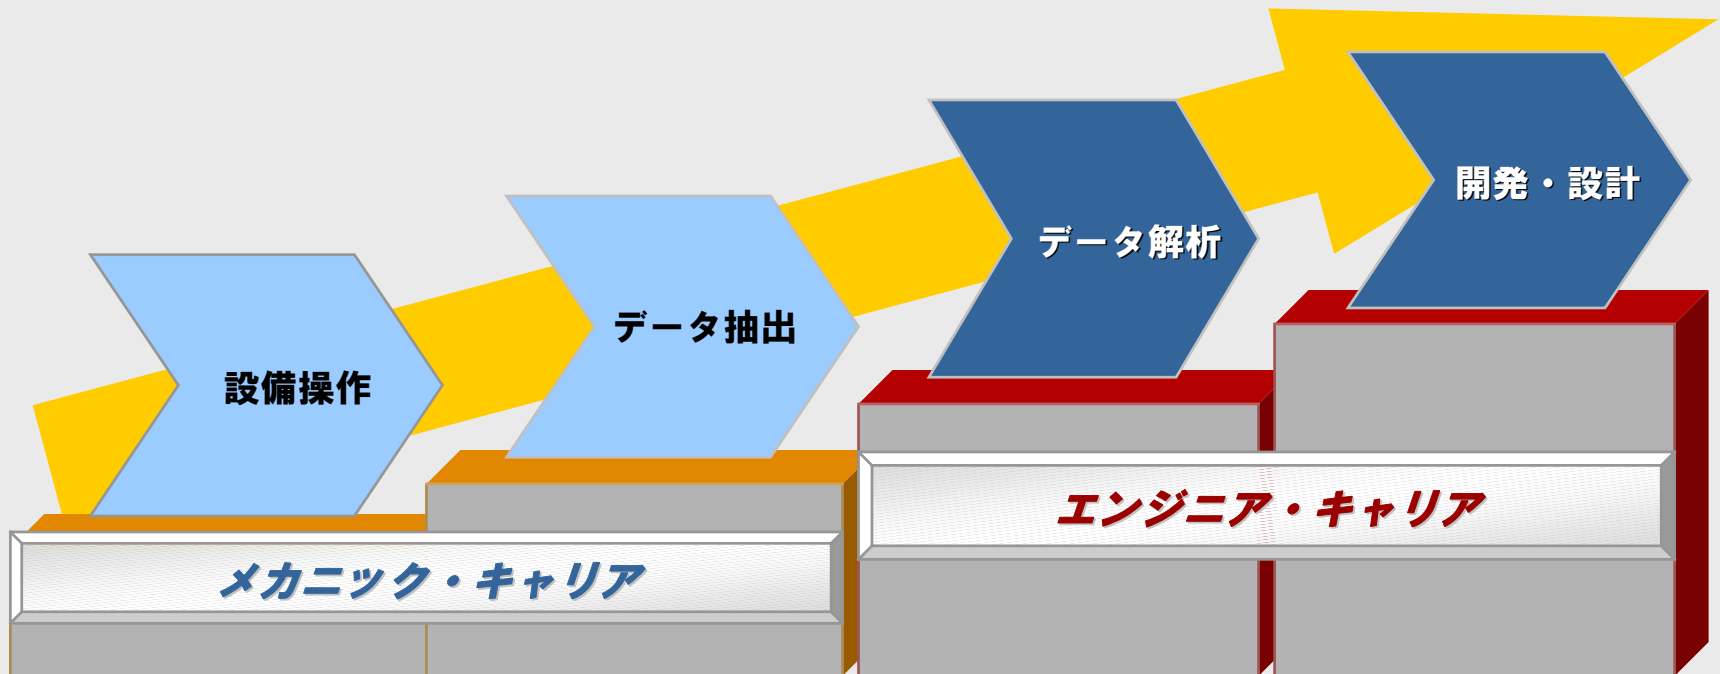 設備操作
データ抽出
データ解析
開発・設計
メカニック・キャリア
エンジニア・キャリア